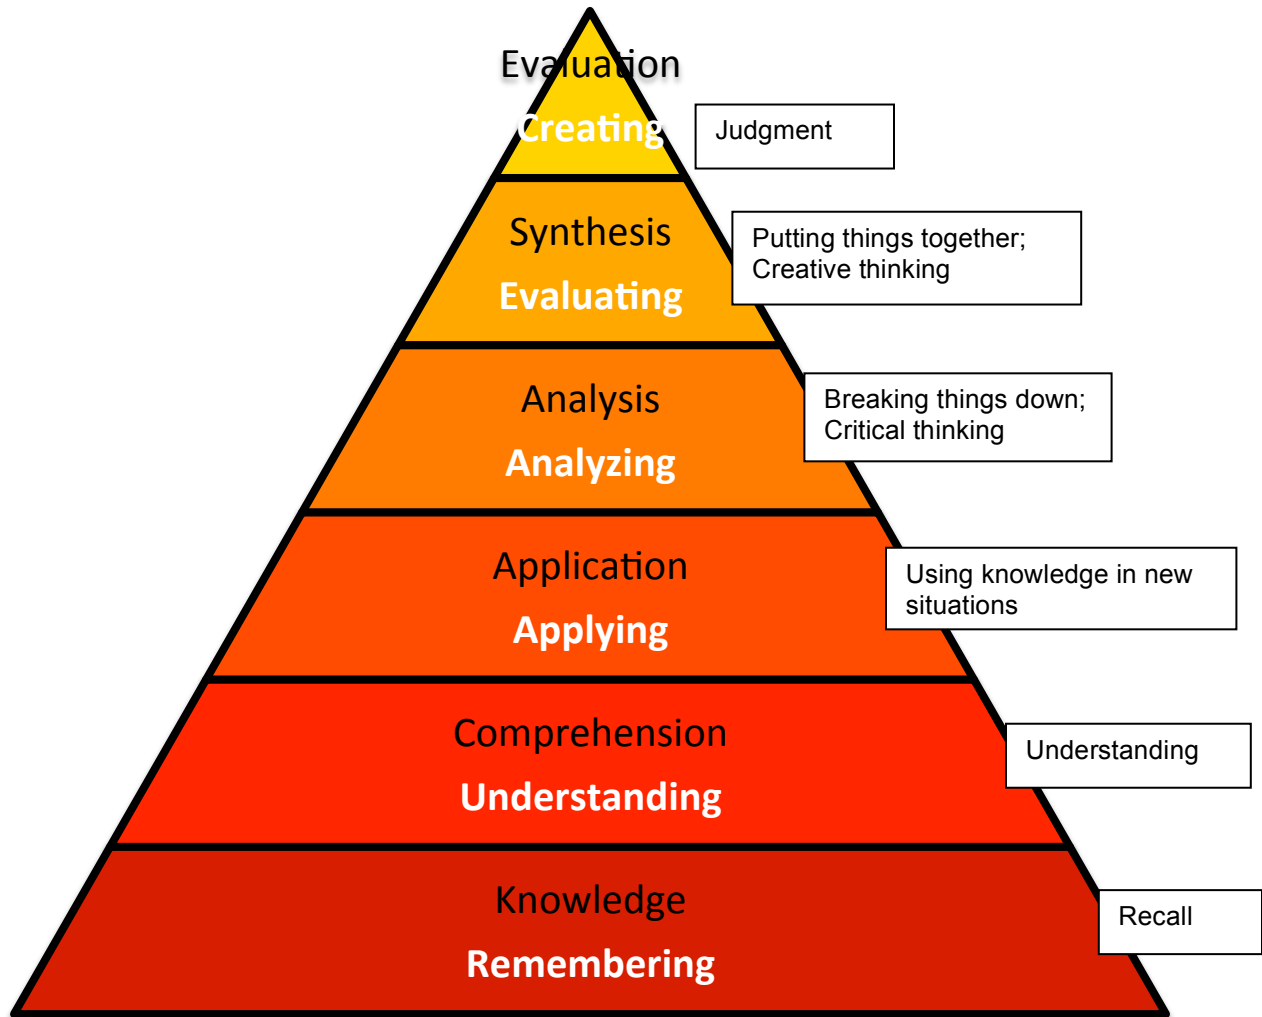 Evaluation
Creating
Judgment
Synthesis
Evaluating
Putting things together;
Creative thinking
Analysis
Analyzing
Breaking things down;
Critical thinking
Application
Applying
Using knowledge in new
situations
Comprehension
Understanding
Understanding
Knowledge
Remembering
Recall